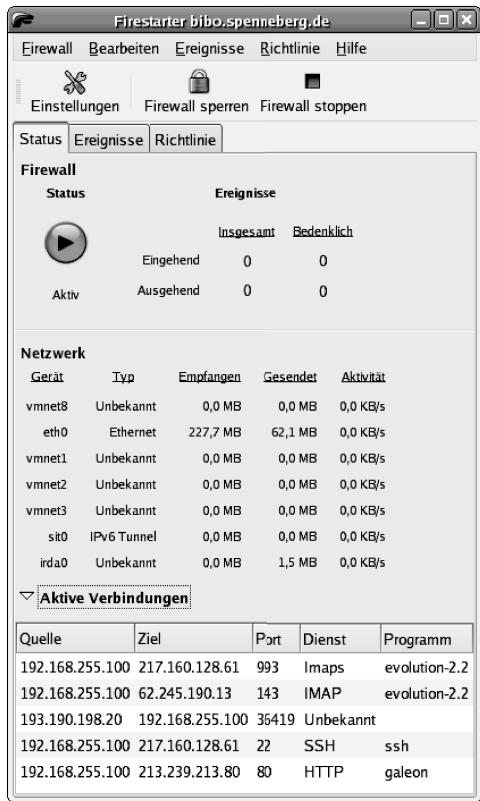 Firestarter bibo.spenneberg.de
Firewall Bearbeiten Ereignisse Richtlinie Hilfe
Einstellungen Firewall sperren Firewall stoppen
Status Ereignisse Richtlinie
Firewall
Status Ereignisse
Insgesamt Bedenklich
Eingehend 0 0
Aktiv Ausgehend 0 0
Netzwerk
Gerät Typ Empfangen Gesendet Aktivität
vmnet8 Unbekannt 0,0 MB 0,0 MB 0,0 KB/s
eth0 Ethernet 227,7 MB 62,1 MB 0,0 KB/s
vmnet1 Unbekannt 0,0 MB 0,0 MB 0,0 KB/s
vmnet2 Unbekannt 0,0 MB 0,0 MB 0,0 KB/s
vmnet3 Unbekannt 0,0 MB 0,0 MB 0,0 KB/s
sit0 IPv6 Tunnel 0,0 MB 0,0 MB 0,0 KB/s
irda0 Unbekannt 0,0 MB 1,5 MB 0,0 KB/s
Aktive Verbindungen
Quelle Ziel Port Dienst Programm
192.168.255.100 217.160.128.61 993 Imaps evolution-2.2
192.168.255.100 62.245.190.13 143 IMAP evolution-2.2
193.190.198.20 192.168.255.100 36419 Unbekannt
192.168.255.100 217.160.128.61 22 SSH ssh
192.168.255.100 213.239.213.80 80 HTTP galeon